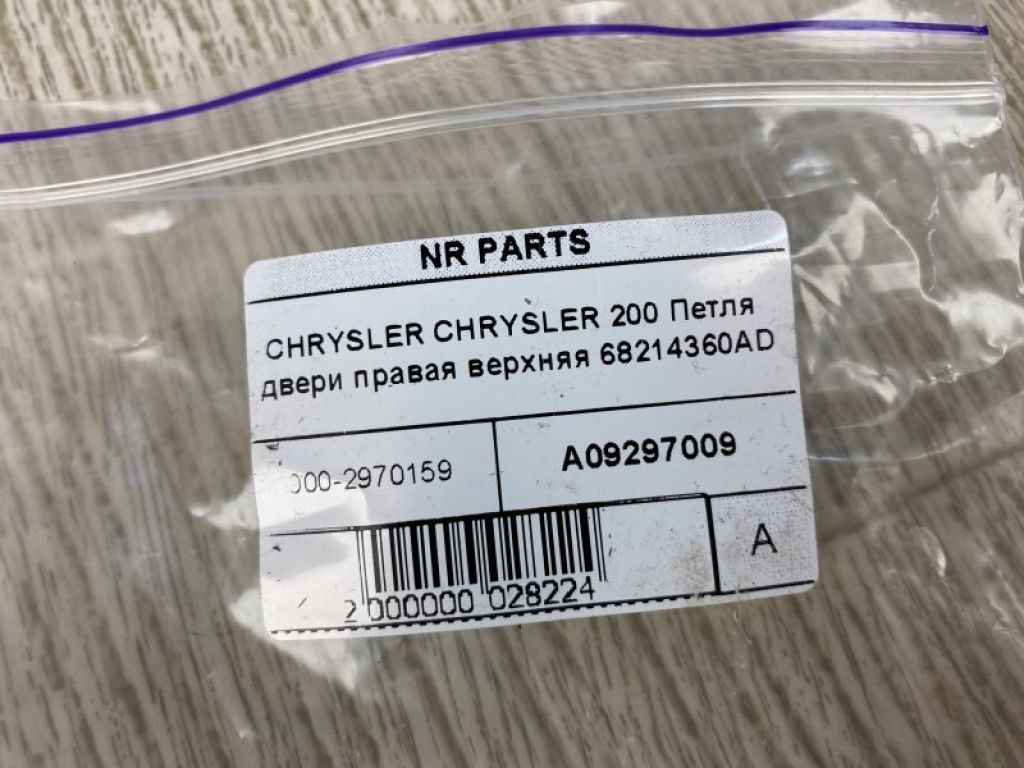 NR PARTS
CHRYSLER CHRYSLER 200 Петля
двери правая верхняя 68214360AD
000-2970159
A09297009
A
2 000000 028224